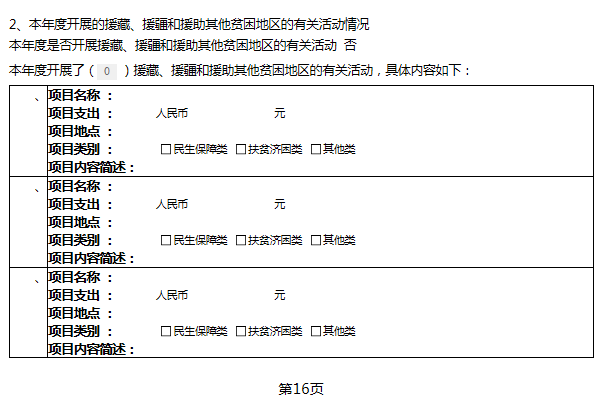 2、本年度开展的援藏、援疆和援助其他贫困地区的有关活动情况
本年度是否开展援藏、援疆和援助其他贫困地区的有关活动 否
本年度开展了（ 0 ）援藏、援疆和援助其他贫困地区的有关活动，具体内容如下：
、 项目名称 ：
项目支出 ： 人民币 元
项目地点 ：
项目类别 ： □民生保障类 □扶贫济困类 □其他类
项目内容简述：
、 项目名称 ：
项目支出 ： 人民币 元
项目地点 ：
项目类别 ： □民生保障类 □扶贫济困类 □其他类
项目内容简述：
、 项目名称 ：
项目支出 ： 人民币 元
项目地点 ：
项目类别 ： □民生保障类 □扶贫济困类 □其他类
项目内容简述：
第16页